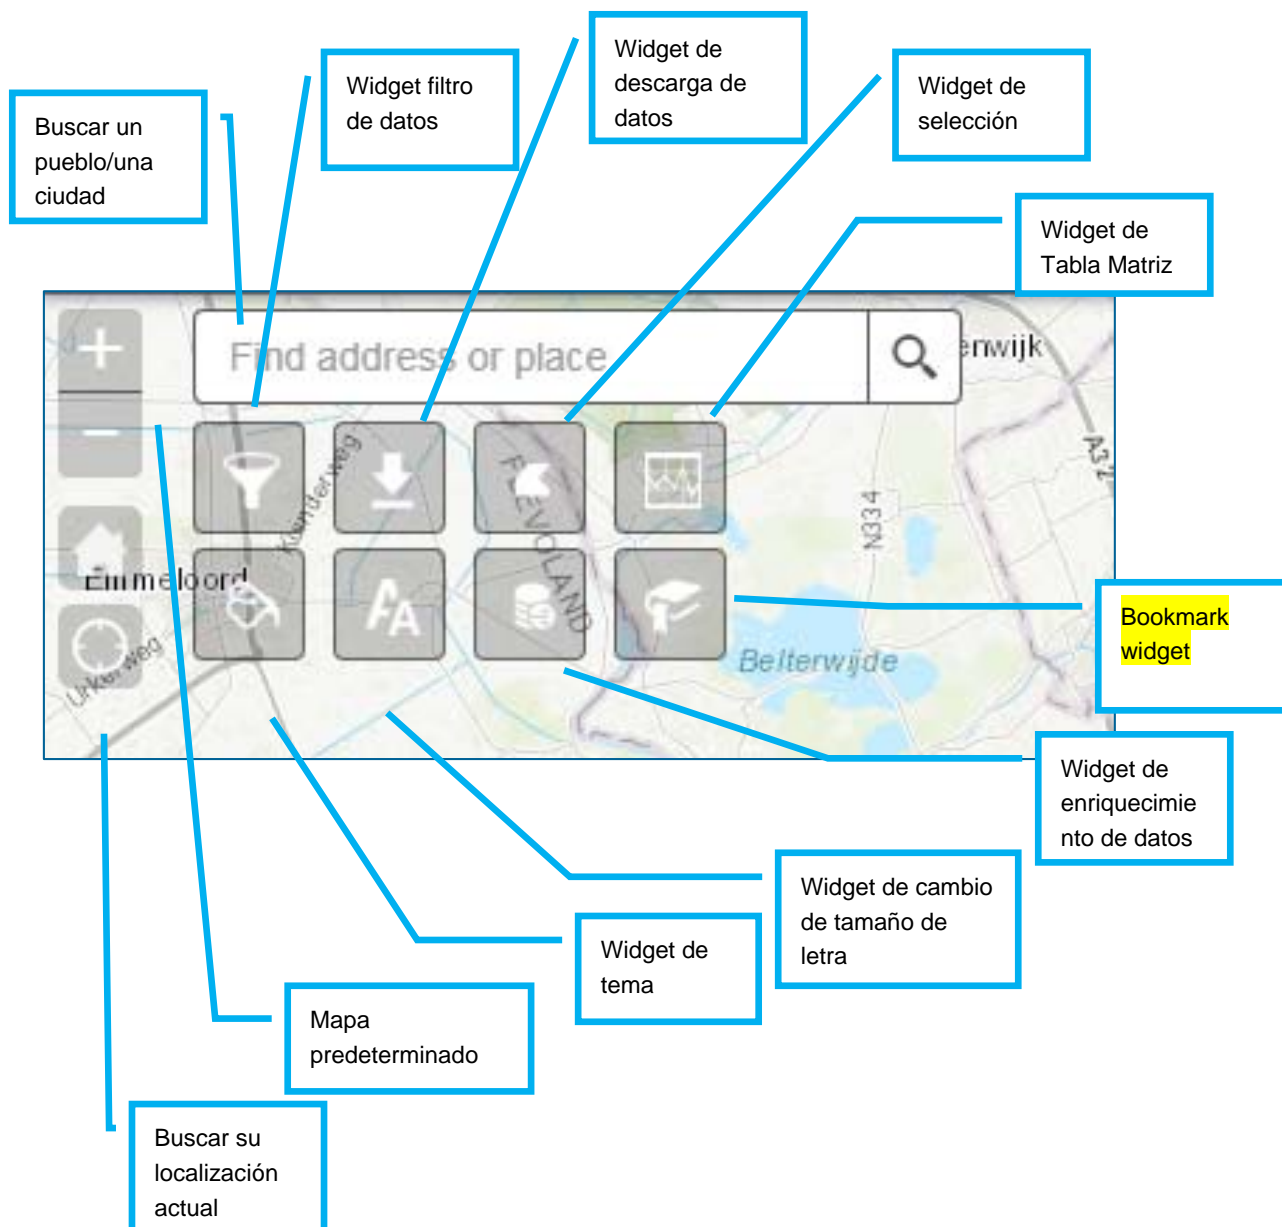 Widget de
descarga de
datos
Widget filtro
de datos
Widget de
selección
Buscar un
pueblo/una
ciudad
Widget de
Tabla Matriz
Find address or place
enwijk
A32
Kuinderweg
FLEVOLAND
N334
Emmeloord
Urkerweg
Belterwijde
Bookmark
widget
Widget de
enriquecimie
nto de datos
Widget de cambio
de tamaño de
letra
Widget de
tema
Mapa
predeterminado
Buscar su
localización
actual